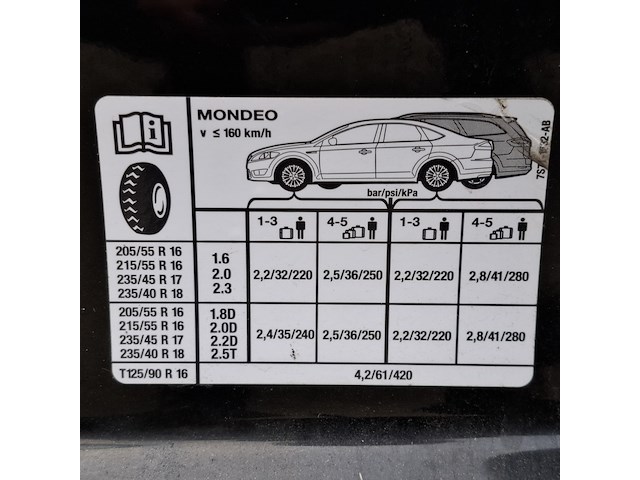 MONDEO
v ≤ 160 km/h
bar/psi/kPa
1-3 4-5 1-3 4-5
205/55 R 16
215/55 R 16
235/45 R 17
235/40 R 18
1.6
2.0
2.3
2,2/32/220 2,5/36/250 2,2/32/220 2,8/41/280
205/55 R 16
215/55 R 16
235/45 R 17
235/40 R 18
1.8D
2.0D
2.2D
2.5T
2,4/35/240 2,5/36/250 2,2/32/220 2,8/41/280
T125/90 R 16 4,2/61/420